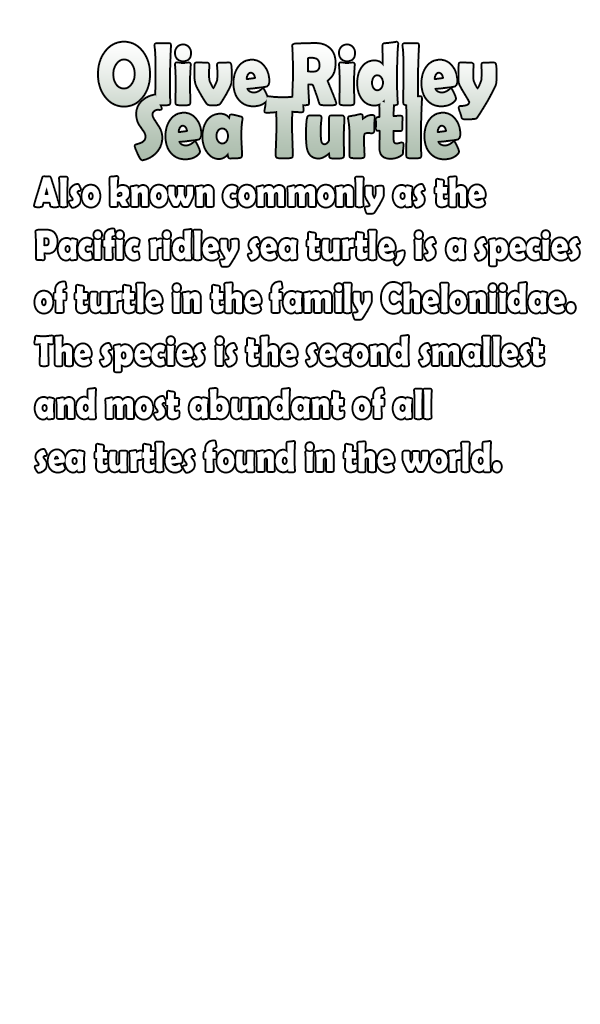 Olive Ridley
Sea Turtle
Also known commonly as the
Pacific ridley sea turtle, is a species
of turtle in the family Cheloniidae.
The species is the second smallest
and most abundant of all
sea turtles found in the world.